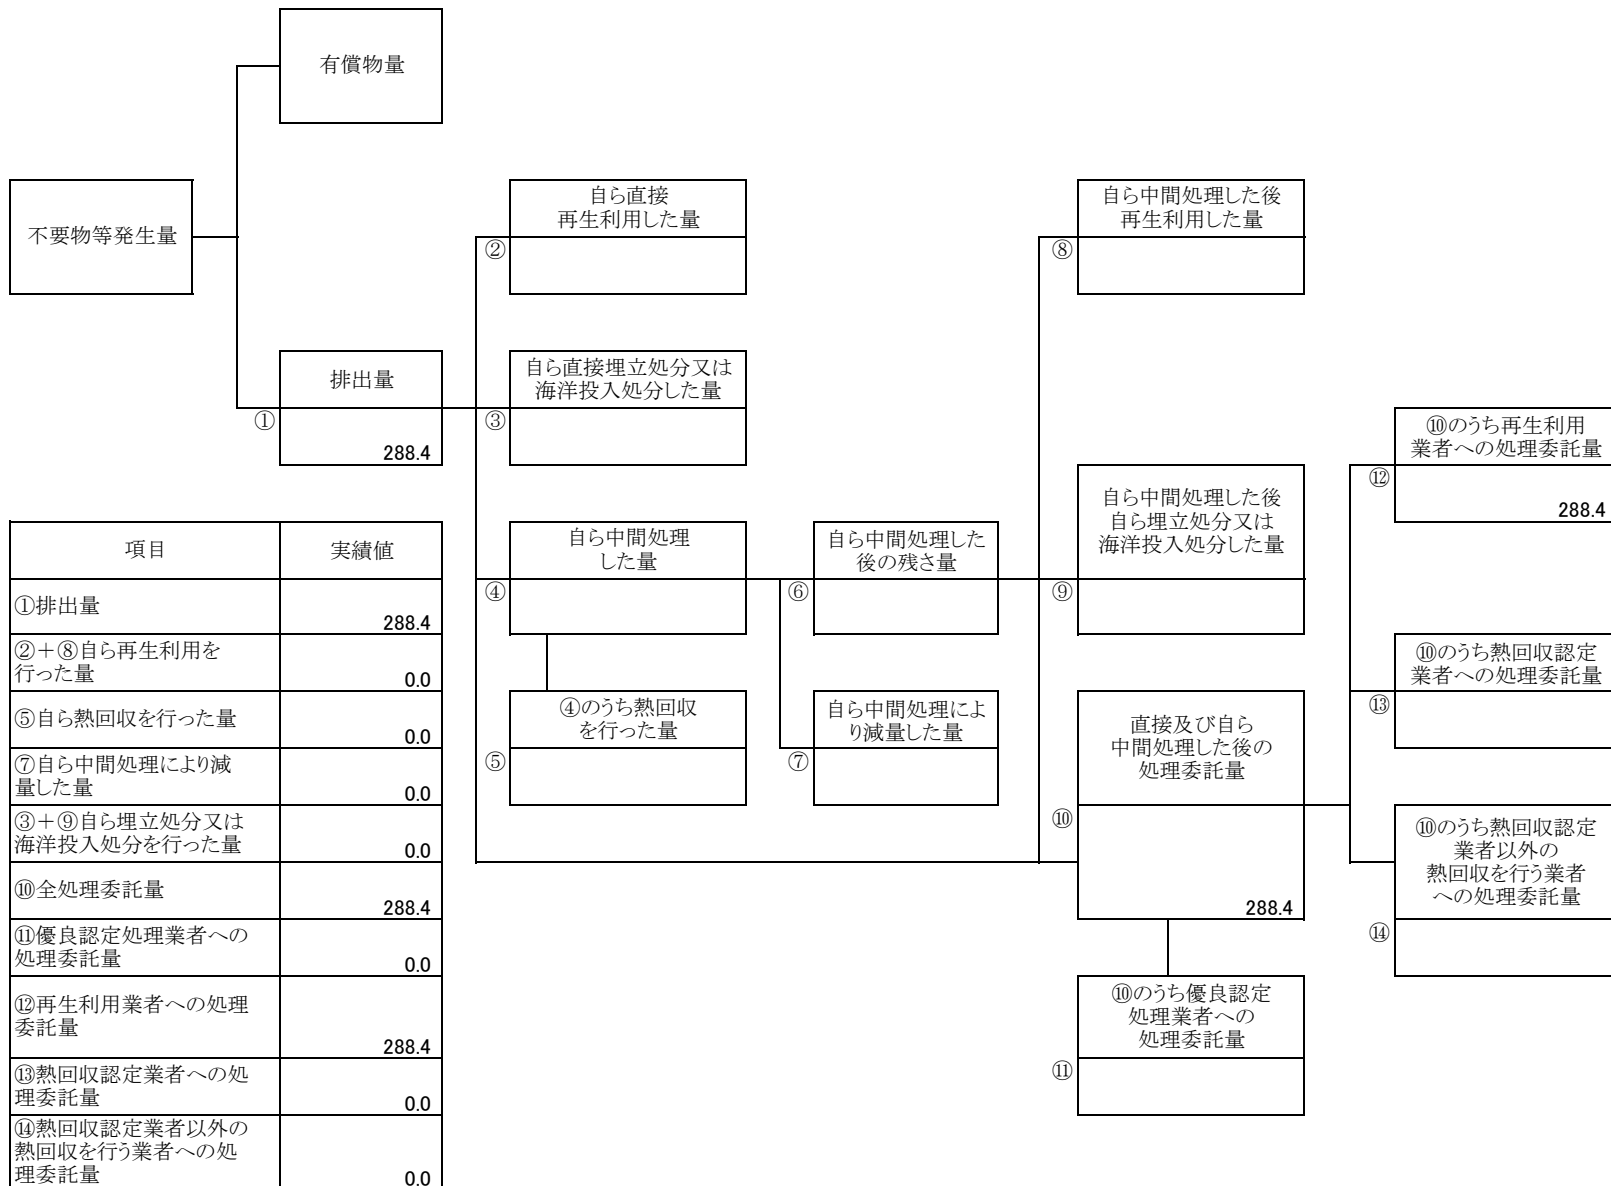 有償物量
不要物等発生量
排出量
①
288.4
自ら直接
再生利用した量
②
自ら直接埋立処分又は
海洋投入処分した量
③
自ら中間処理
した量
④
④のうち熱回収
を行った量
⑤
自ら中間処理した
後の残さ量
⑥
自ら中間処理によ
り減量した量
⑦
自ら中間処理した後
再生利用した量
⑧
自ら中間処理した後
自ら埋立処分又は
海洋投入処分した量
⑨
直接及び自ら
中間処理した後の
処理委託量
⑩
288.4
⑩のうち優良認定
処理業者への
処理委託量
⑪
⑩のうち再生利用
業者への処理委託量
⑫
288.4
⑩のうち熱回収認定
業者への処理委託量
⑬
⑩のうち熱回収認定
業者以外の
熱回収を行う業者
への処理委託量
⑭
項目 実績値
①排出量
288.4
②＋⑧自ら再生利用を
行った量
0.0
⑤自ら熱回収を行った量
0.0
⑦自ら中間処理により減
量した量
0.0
③＋⑨自ら埋立処分又は
海洋投入処分を行った量
0.0
⑩全処理委託量
288.4
⑪優良認定処理業者への
処理委託量
0.0
⑫再生利用業者への処理
委託量
288.4
⑬熱回収認定業者への処
理委託量
0.0
⑭熱回収認定業者以外の
熱回収を行う業者への処
理委託量
0.0